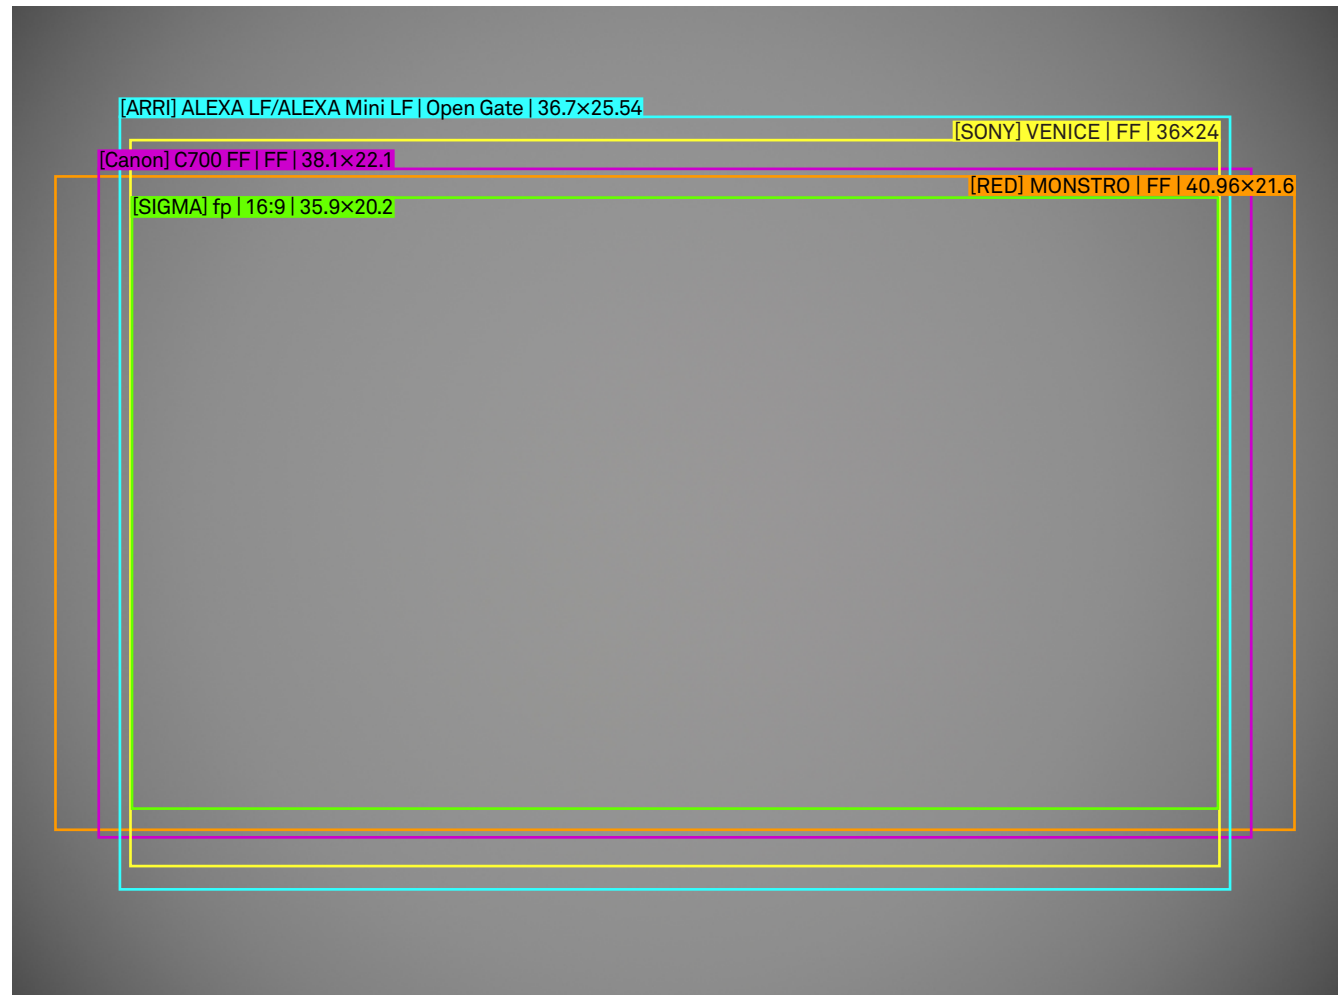 [ARRI] ALEXA LF/ALEXA Mini LF | Open Gate | 36.7×25.54
[SONY] VENICE | FF | 36×24
[Canon] C700 FF | FF | 38.1×22.1
[RED] MONSTRO | FF | 40.96×21.6
[SIGMA] fp | 16:9 | 35.9×20.2